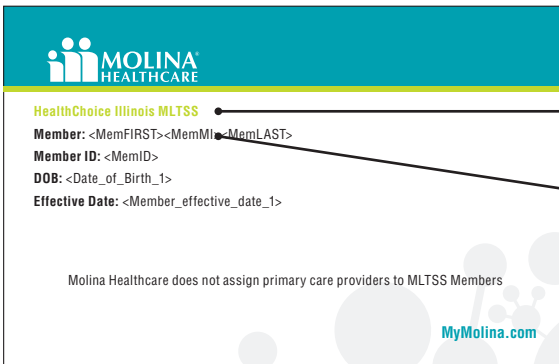 MOLINA®
HEALTHCARE
HealthChoice Illinois MLTSS
Member: <MemFIRST><MemMI><MemLAST>
Member ID: <MemID>
DOB: <Date_of_Birth_1>
Effective Date: <Member_effective_date_1>
Molina Healthcare does not assign primary care providers to MLTSS Members
MyMolina.com